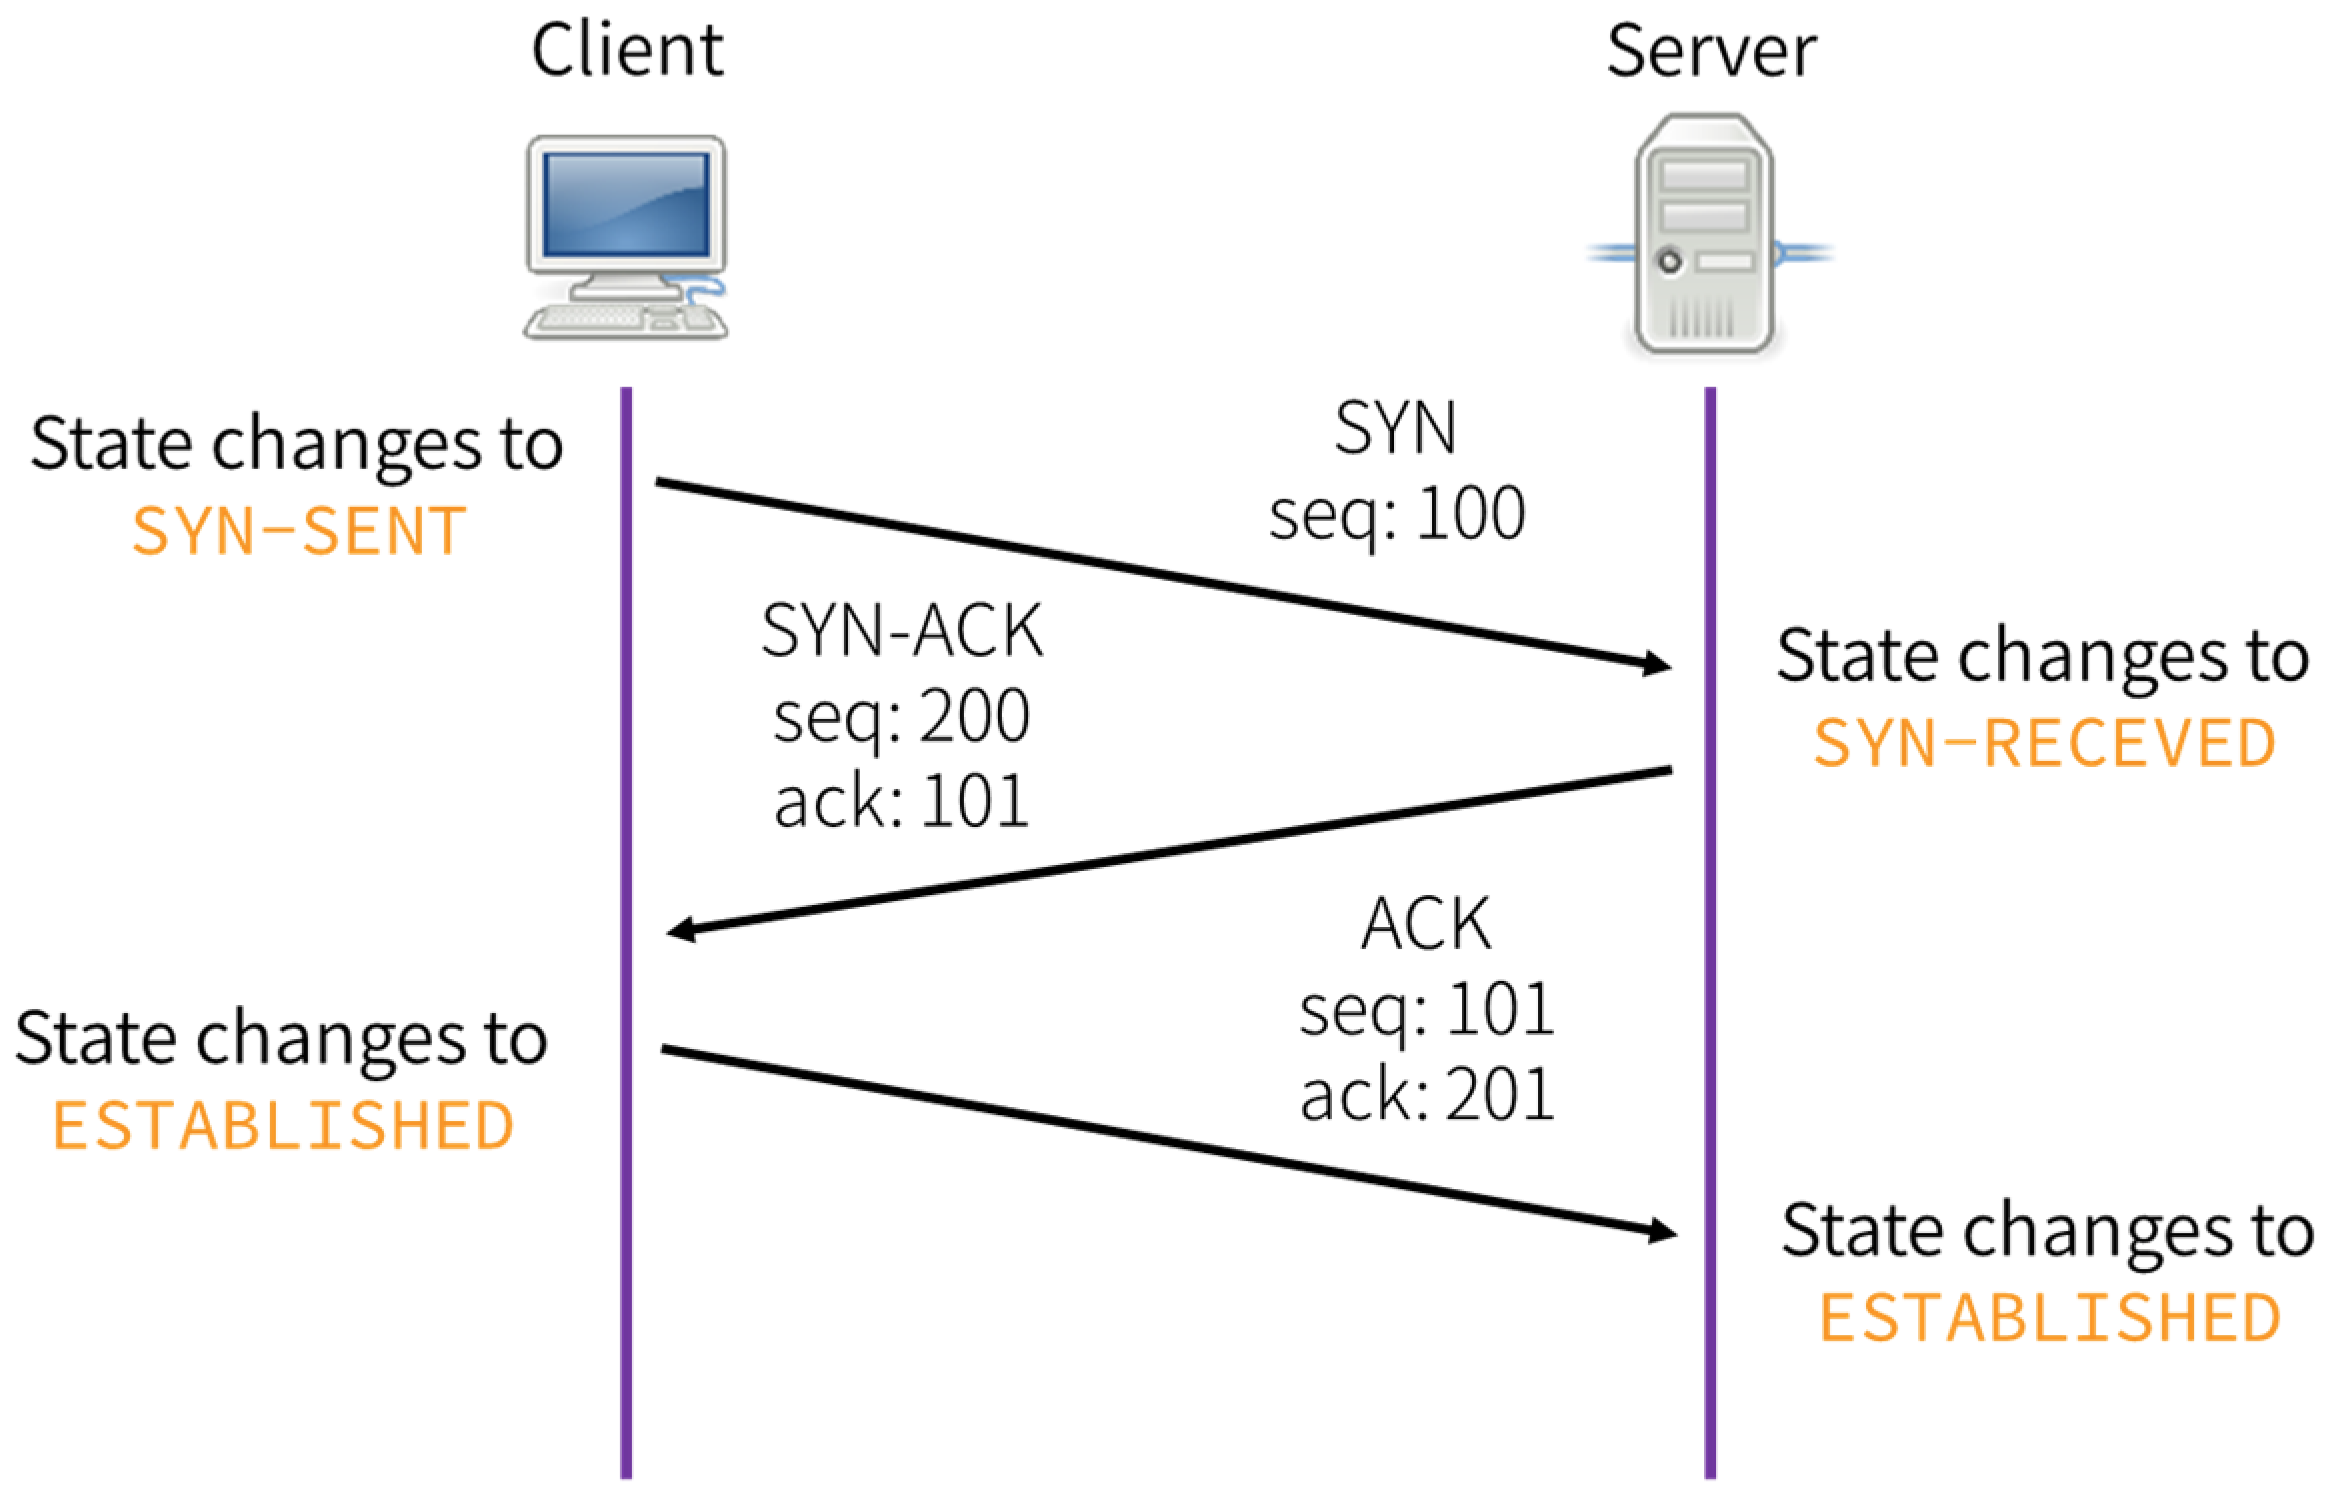 Client
Server
State changes to
SYN-SENT
SYN
seq: 100
SYN-ACK
seq: 200
ack: 101
State changes to
SYN-RECEVED
ACK
seq: 101
ack: 201
State changes to
ESTABLISHED
State changes to
ESTABLISHED